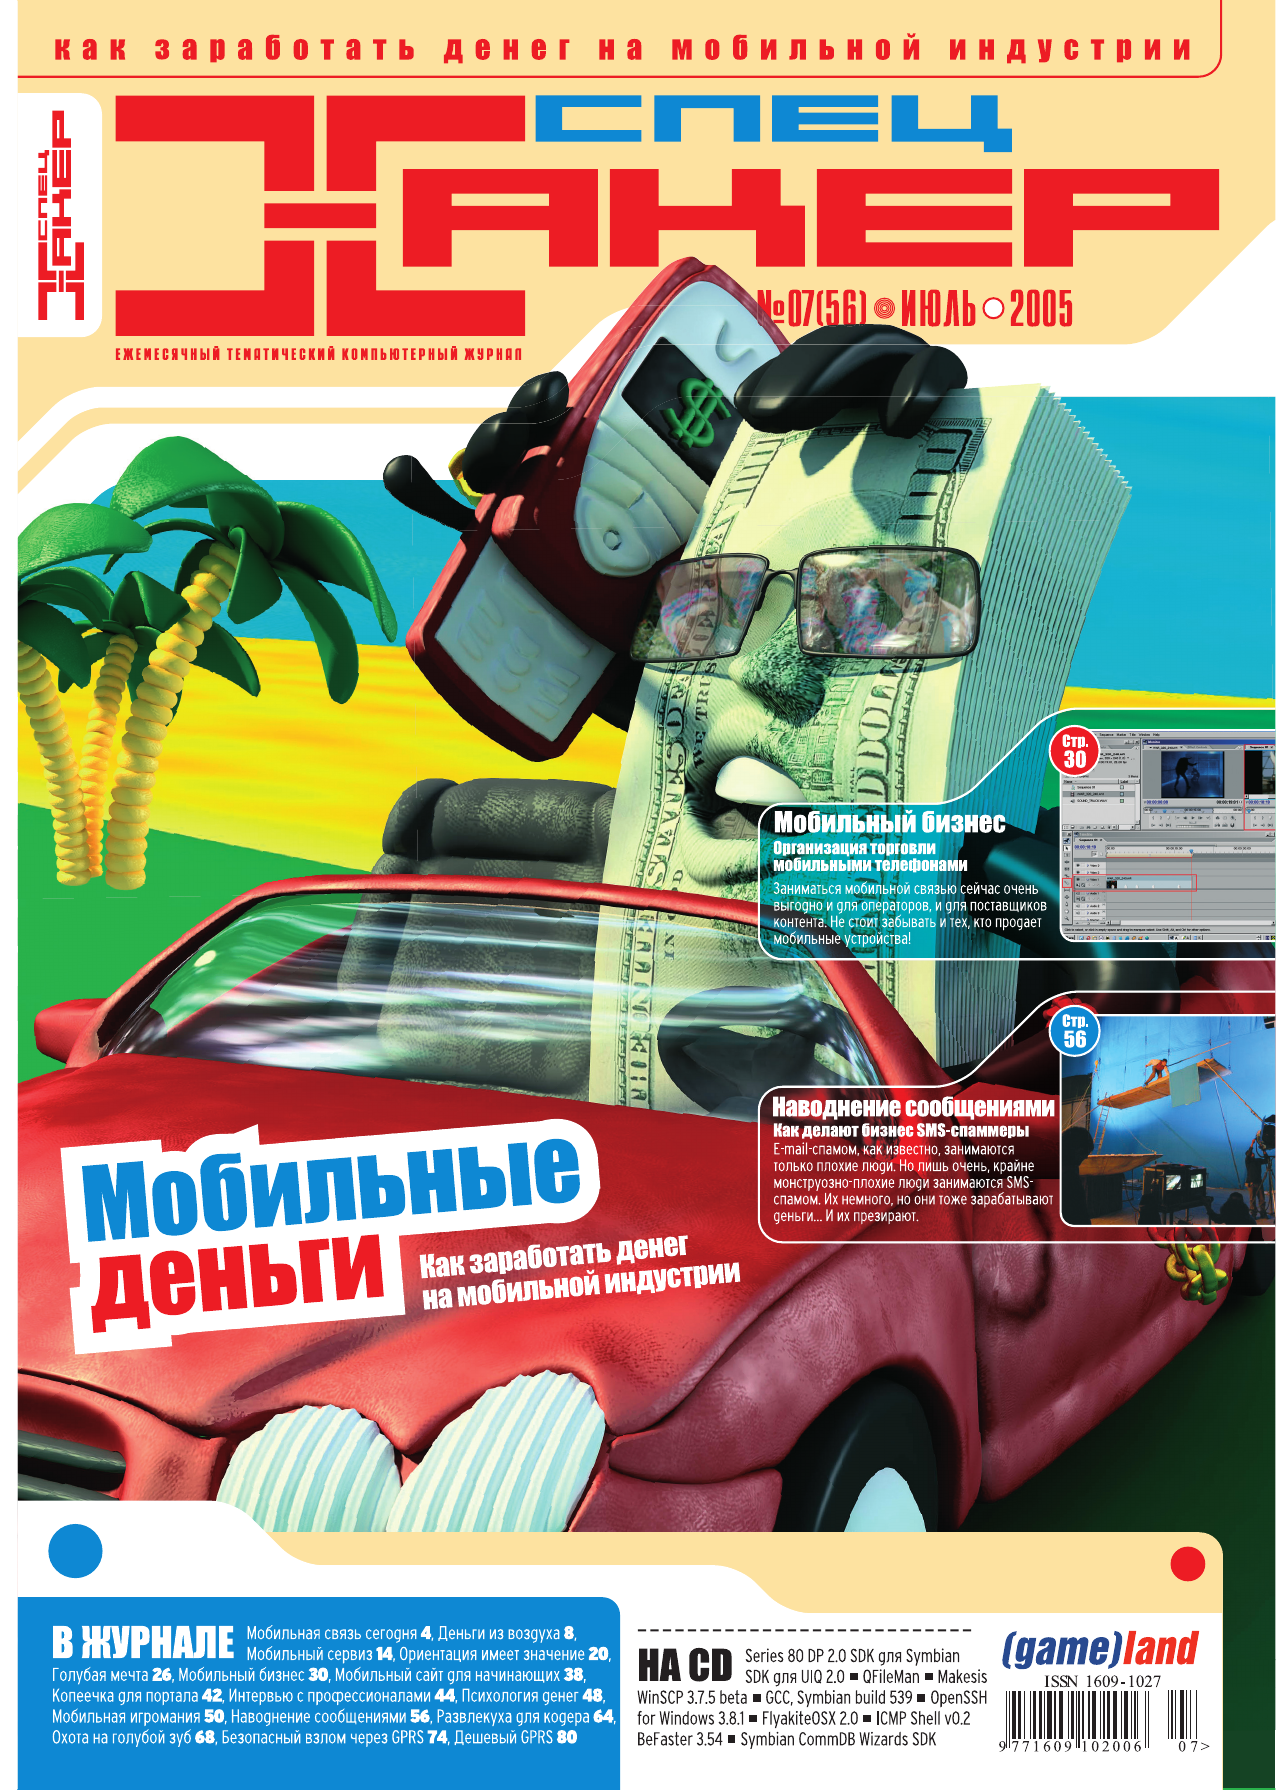 как заработать денег на мобильной индустрии
СПЕЦ
ХАКЕР
СПЕЦ
ХАКЕР
№07(56) ИЮЛЬ 2005
ЕЖЕМЕСЯЧНЫЙ ТЕМАТИЧЕСКИЙ КОМПЬЮТЕРНЫЙ ЖУРНАЛ
Стр.
30
Мобильный бизнес
Организация торговли
мобильными телефонами
Заниматься мобильной связью сейчас очень
выгодно и для операторов, и для поставщиков
контента. Не стоит забывать и тех, кто продает
мобильные устройства!
Стр.
56
Наводнение сообщениями
Как делают бизнес SMS-спаммеры
E-mail-спамом, как известно, занимаются
только плохие люди. Но лишь очень, крайне
монструозно-плохие люди занимаются SMS-
спамом. Их немного, но они тоже зарабатывают
деньги... И их презирают.
Мобильные
деньги
Как заработать денег
на мобильной индустрии
В ЖУРНАЛЕ Мобильная связь сегодня 4, Деньги из воздуха 8,
Мобильный сервиз 14, Ориентация имеет значение 20,
Голубая мечта 26, Мобильный бизнес 30, Мобильный сайт для начинающих 38,
Копеечка для портала 42, Интервью с профессионалами 44, Психология денег 48,
Мобильная игромания 50, Наводнение сообщениями 56, Развлекуха для кодера 64,
Охота на голубой зуб 68, Безопасный взлом через GPRS 74, Дешевый GPRS 80
НА CD Series 80 DP 2.0 SDK для Symbian
SDK для UIQ 2.0 ■ QFileMan ■ Makesis
WinSCP 3.7.5 beta ■ GCC, Symbian build 539 ■ OpenSSH
for Windows 3.8.1 ■ FlyakiteOSX 2.0 ■ ICMP Shell v0.2
BeFaster 3.54 ■ Symbian CommDB Wizards SDK
(game)land
ISSN 1609-1027
9 771609 102006 07>